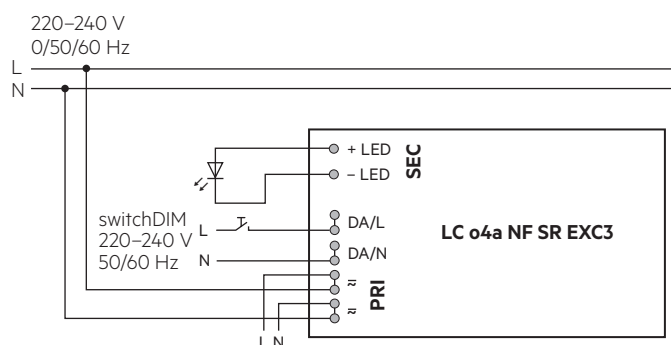 220–240 V
0/50/60 Hz
L
N
+ LED
– LED
SEC
switchDIM
220–240 V
50/60 Hz
L
N
DA/L
DA/N
LC o4a NF SR EXC3
≂
≂
PRI
L N